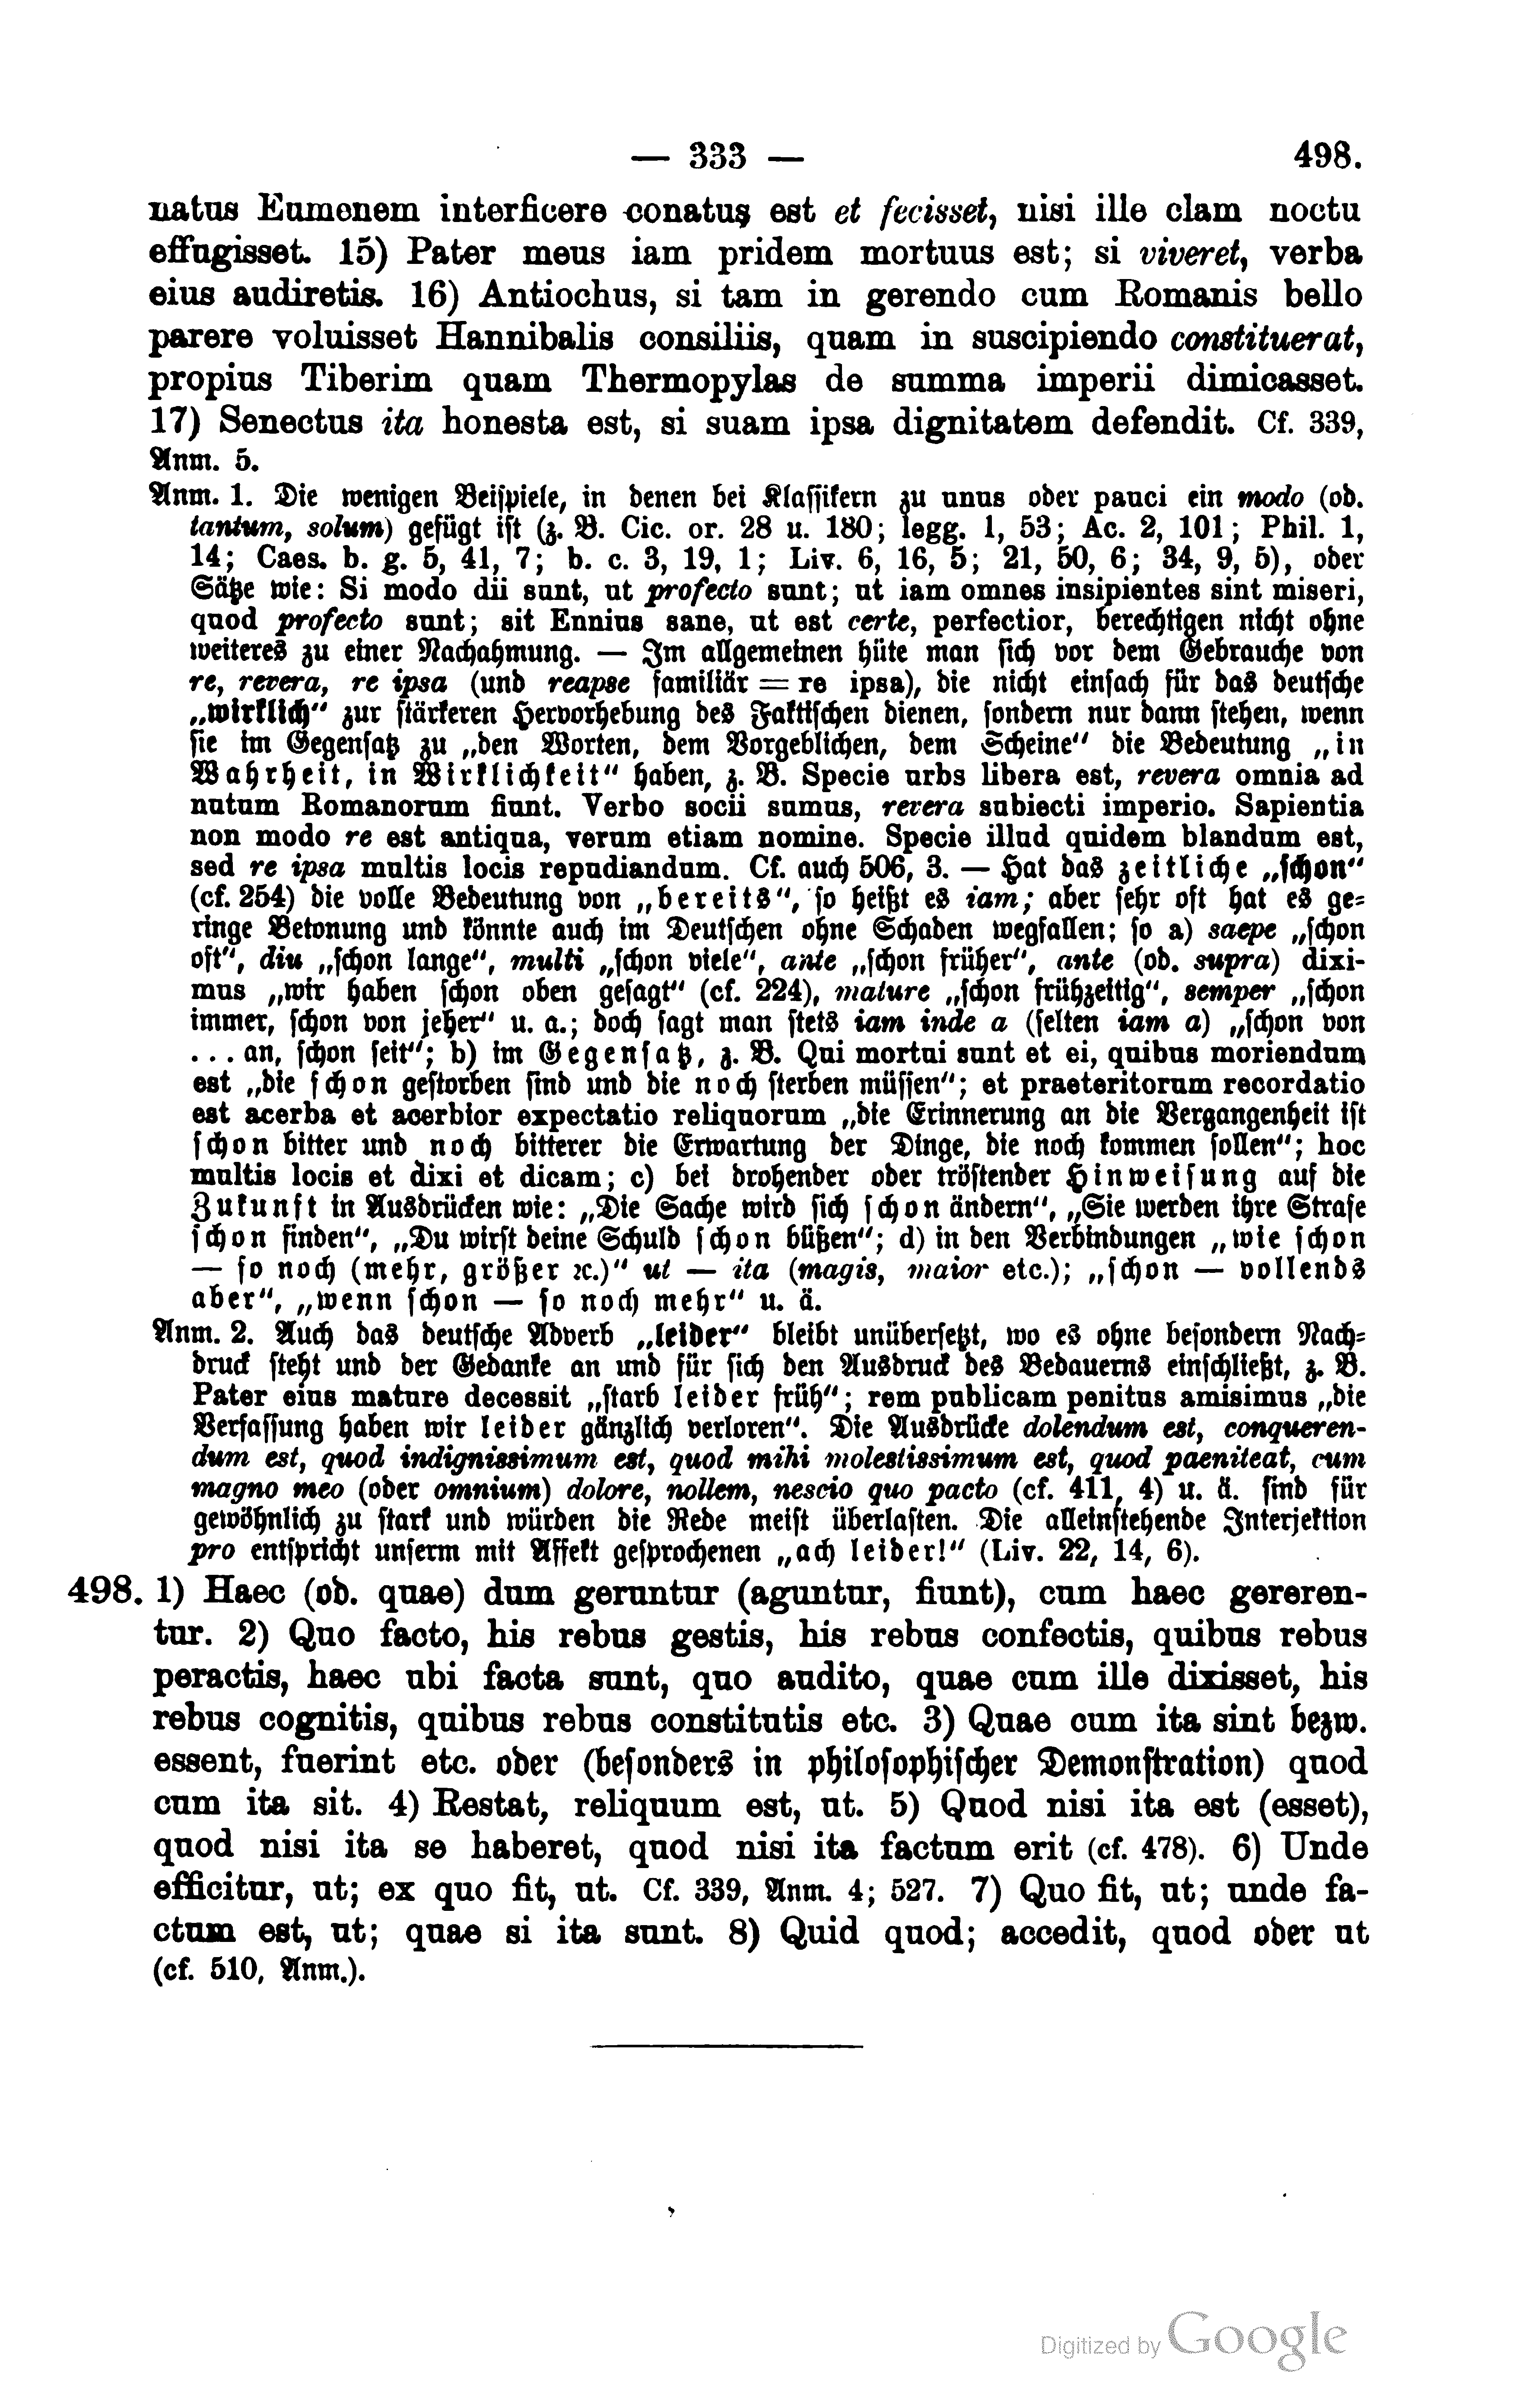 — 333 — 498.
natus Eumenem interficere conatus est et fecisset, nisi ille clam noctu
effugisset. 15) Pater meus iam pridem mortuus est; si viveret, verba
eius audiretis. 16) Antiochus, si tam in gerendo cum Romanis bello
parere voluisset Hannibalis consiliis, quam in suscipiendo constituerat,
propius Tiberim quam Thermopylas de summa imperii dimicasset.
17) Senectus ita honesta est, si suam ipsa dignitatem defendit. Cf. 339,
Anm. 5.
Anm. 1. Die wenigen Beiſpiele, in denen bei Klaſſikern zu unus oder pauci ein modo (od.
tantum, solum) gefügt iſt (z. B. Cic. or. 28 u. 180; legg. 1, 53; Ac. 2, 101; Phil. 1,
14; Caes. b. g. 5, 41, 7; b. c. 3, 19, 1; Liv. 6, 16, 5; 21, 50, 6; 34, 9, 5), oder
Sätze wie: Si modo dii sunt, ut profecto sunt; ut iam omnes insipientes sint miseri,
quod profecto sunt; sit Ennius sane, ut est certe, perfectior, berechtigen nicht ohne
weiteres zu einer Nachahmung. — Im allgemeinen hüte man ſich vor dem Gebrauche von
re, revera, re ipsa (und reapse familiär = re ipsa), die nicht einfach für das deutſche
„wirklich“ zur ſtärkeren Hervorhebung des Faktiſchen dienen, ſondern nur dann ſtehen, wenn
ſie im Gegenſatz zu „den Worten, dem Vorgeblichen, dem Scheine“ die Bedeutung „in
Wahrheit, in Wirklichkeit“ haben, z. B. Specie urbs libera est, revera omnia ad
nutum Romanorum fiunt. Verbo socii sumus, revera subiecti imperio. Sapientia
non modo re est antiqua, verum etiam nomine. Specie illud quidem blandum est,
sed re ipsa multis locis repudiandum. Cf. auch 506, 3. — Hat das zeitliche „ſchon“
(cf. 254) die volle Bedeutung von „bereits“, ſo heißt es iam; aber ſehr oft hat es ge-
ringe Betonung und könnte auch im Deutſchen ohne Schaden wegfallen; ſo a) saepe „ſchon
oft“, diu „ſchon lange“, multi „ſchon viele“, ante „ſchon früher“, ante (od. supra) dixi-
mus „wir haben ſchon oben geſagt“ (cf. 224), mature „ſchon frühzeitig“, semper „ſchon
immer, ſchon von jeher“ u. a.; doch ſagt man ſtets iam inde a (ſelten iam a) „ſchon von
... an, ſchon ſeit“; b) im Gegenſatz, z. B. Qui mortui sunt et ei, quibus moriendum
est „die ſchon geſtorben ſind und die noch ſterben müſſen“; et praeteritorum recordatio
est acerba et acerbior expectatio reliquorum „die Erinnerung an die Vergangenheit iſt
ſchon bitter und noch bitterer die Erwartung der Dinge, die noch kommen ſollen“; hoc
multis locis et dixi et dicam; c) bei drohender oder tröſtender Hinweiſung auf die
Zukunft in Ausdrücken wie: „Die Sache wird ſich ſchon ändern“, „Sie werden ihre Strafe
ſchon finden“, „Du wirſt deine Schuld ſchon büßen“; d) in den Verbindungen „wie ſchon
— ſo noch (mehr, größer ꝛc.)“ ut — ita (magis, maior etc.); „ſchon — vollends
aber“, „wenn ſchon — ſo noch mehr“ u. ä.
Anm. 2. Auch das deutſche Adverb „leider“ bleibt unüberſetzt, wo es ohne beſondern Nach-
druck ſteht und der Gedanke an und für ſich den Ausdruck des Bedauerns einſchließt, z. B.
Pater eius mature decessit „ſtarb leider früh“; rem publicam penitus amisimus „die
Verfaſſung haben wir leider gänzlich verloren“. Die Ausdrücke dolendum est, conqueren-
dum est, quod indignissimum est, quod mihi molestissimum est, quod paeniteat, cum
magno meo (oder omnium) dolore, nollem, nescio quo pacto (cf. 411, 4) u. ä. ſind für
gewöhnlich zu ſtark und würden die Rede meiſt überlaſten. Die alleinſtehende Interjektion
pro entſpricht unſerm mit Affekt geſprochenen „ach leider!“ (Liv. 22, 14, 6).
498. 1) Haec (od. quae) dum geruntur (aguntur, fiunt), cum haec gereren-
tur. 2) Quo facto, his rebus gestis, his rebus confectis, quibus rebus
peractis, haec ubi facta sunt, quo audito, quae cum ille dixisset, his
rebus cognitis, quibus rebus constitutis etc. 3) Quae cum ita sint bezw.
essent, fuerint etc. oder (beſonders in philoſophiſcher Demonſtration) quod
cum ita sit. 4) Restat, reliquum est, ut. 5) Quod nisi ita est (esset),
quod nisi ita se haberet, quod nisi ita factum erit (cf. 478). 6) Unde
efficitur, ut; ex quo fit, ut. Cf. 339, Anm. 4; 527. 7) Quo fit, ut; unde fa-
ctum est, ut; quae si ita sunt. 8) Quid quod; accedit, quod oder ut
(cf. 510, Anm.).
Digitized by Google